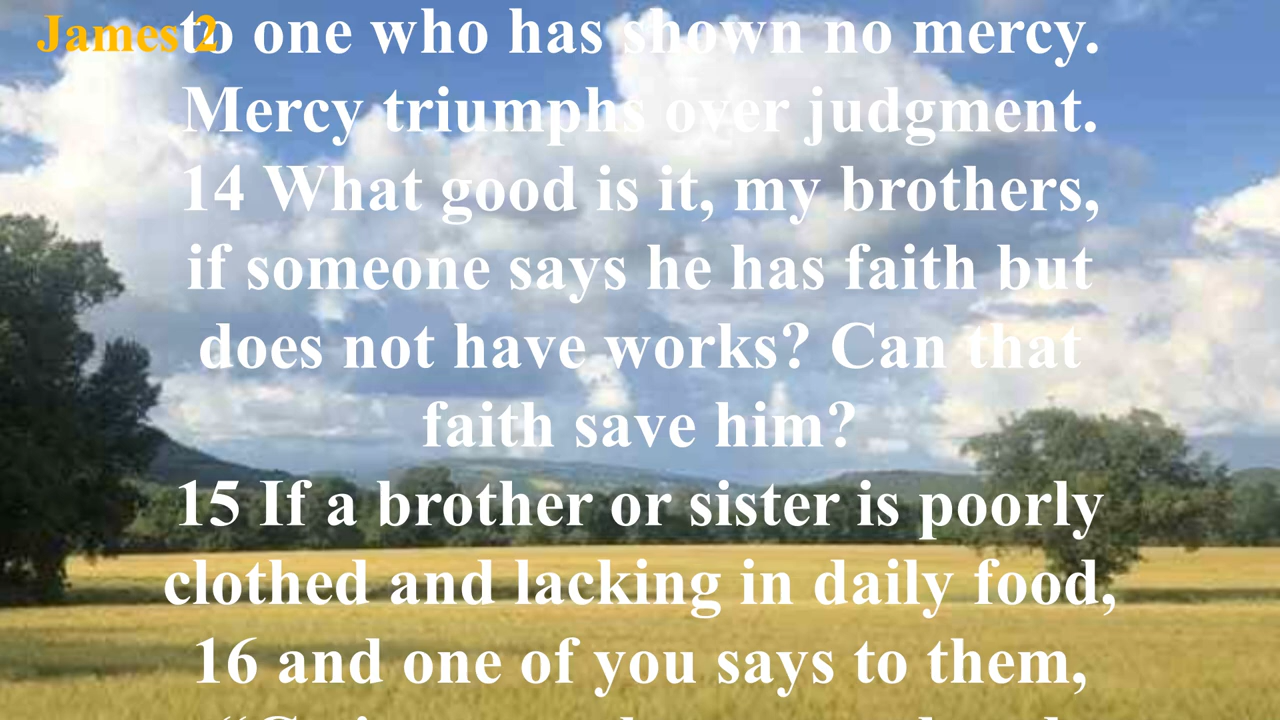 James 2
to one who has shown no mercy.
Mercy triumphs over judgment.
14 What good is it, my brothers,
if someone says he has faith but
does not have works? Can that
faith save him?
15 If a brother or sister is poorly
clothed and lacking in daily food,
16 and one of you says to them,